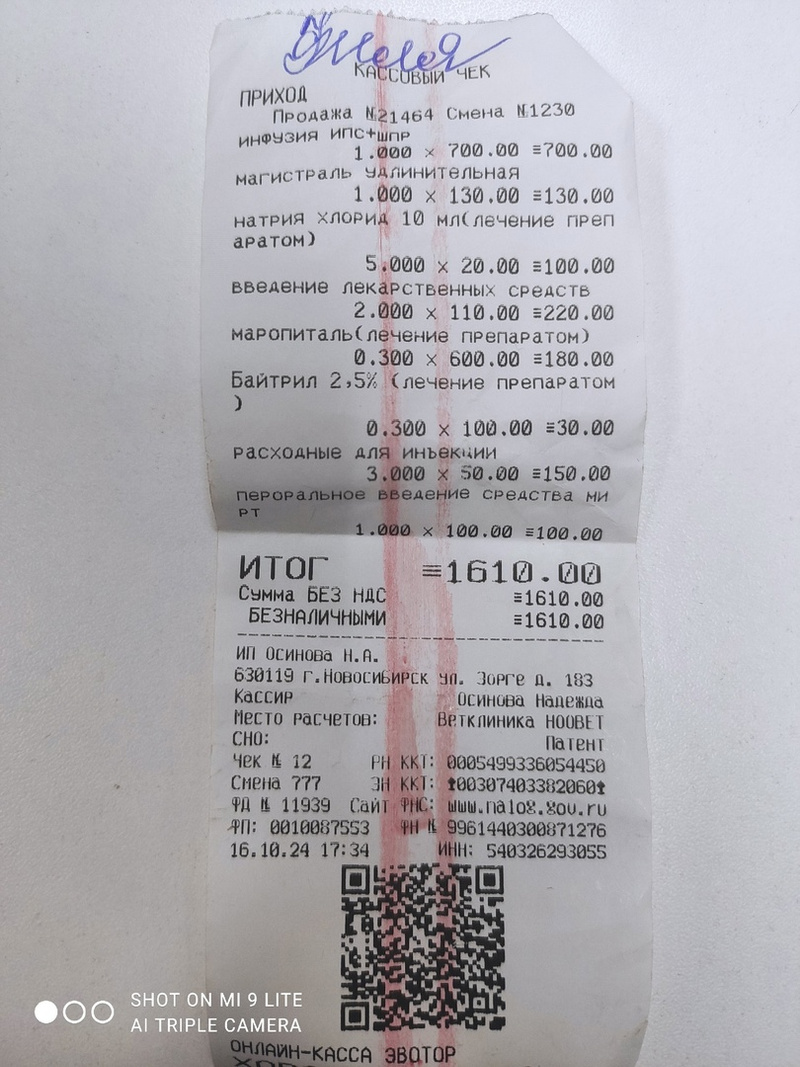 КАССОВЫЙ ЧЕК
ПРИХОД
Продажа №21464 Смена №1230
ИНФУЗИЯ ИПС+ШПР
1.000 × 700.00 ≡700.00
магистраль удлинительная
1.000 × 130.00 ≡130.00
натрия хлорид 10 мл(лечение преп
аратом)
5.000 × 20.00 ≡100.00
введение лекарственных средств
2.000 × 110.00 ≡220.00
маропиталь(лечение препаратом)
0.300 × 600.00 ≡180.00
Байтрил 2,5% (лечение препаратом
)
0.300 × 100.00 ≡30.00
расходные для инъекции
3.000 × 50.00 ≡150.00
пероральное введение средства ми
рт
1.000 × 100.00 ≡100.00
ИТОГ ≡1610.00
Сумма БЕЗ НДС ≡1610.00
БЕЗНАЛИЧНЫМИ ≡1610.00
ИП Осинова Н.А.
630119 г.Новосибирск ул. Зорге д. 183
Кассир Осинова Надежда
Место расчетов: Ветклиника НООВЕТ
СНО: Патент
Чек № 12 РН ККТ: 0005499336054450
Смена 777 ЗН ККТ: 00307403382060
ФД № 11939 Сайт ФНС: www.nalog.gov.ru
ФП: 0010087553 ФН № 9961440300871276
16.10.24 17:34 ИНН: 540326293055
SHOT ON MI 9 LITE
AI TRIPLE CAMERA
ОНЛАЙН-КАССА ЭВОТОР